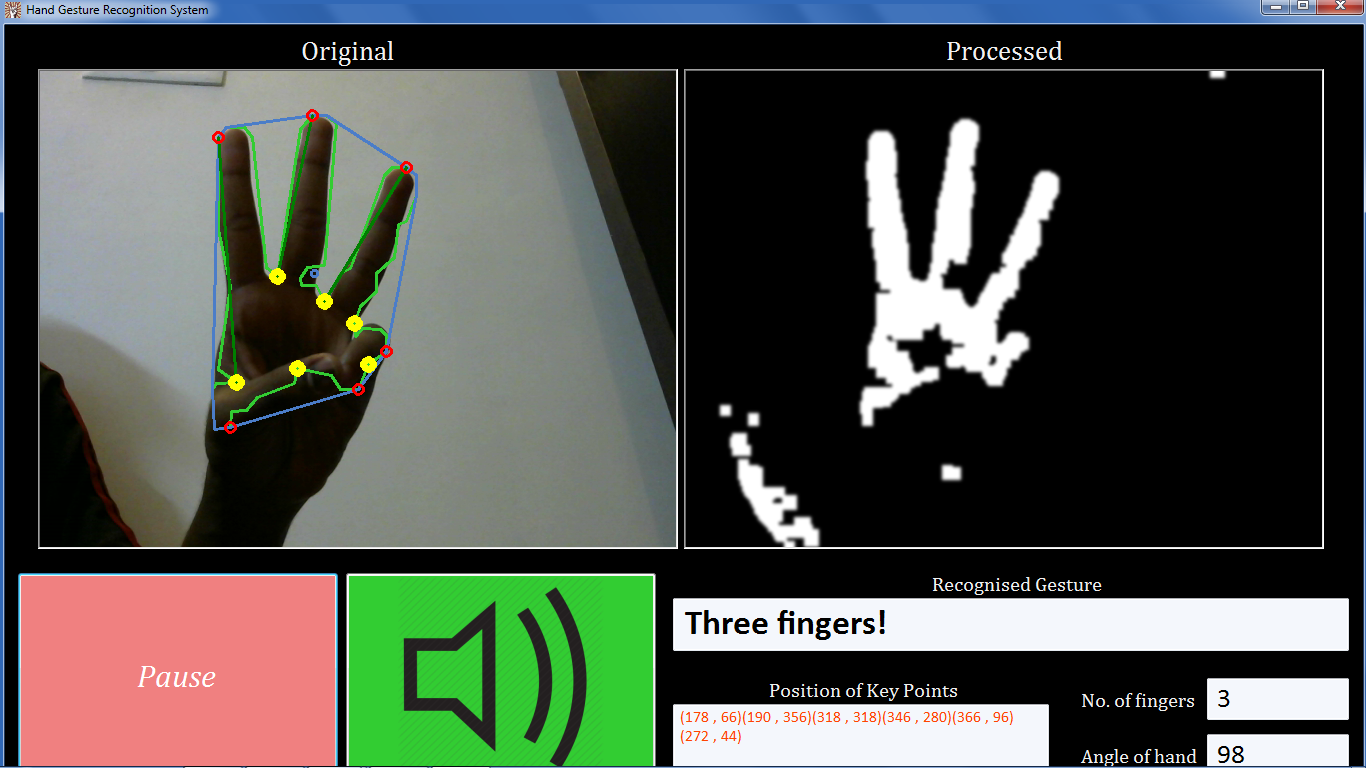 Hand Gesture Recognition System
Original
Processed
Recognised Gesture
Three fingers!
Pause
Position of Key Points
(178 , 66)(190 , 356)(318 , 318)(346 , 280)(366 , 96)
(272 , 44)
No. of fingers
3
Angle of hand
98